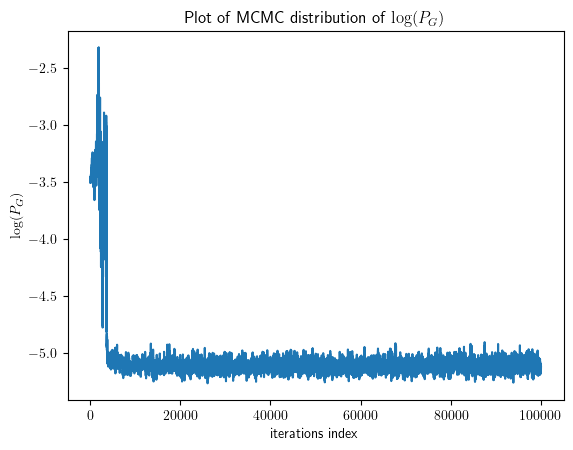 Plot of MCMC distribution of log(P_G)
−2.5
−3.0
−3.5
−4.0
−4.5
−5.0
log(P_G)
0 20000 40000 60000 80000 100000
iterations index